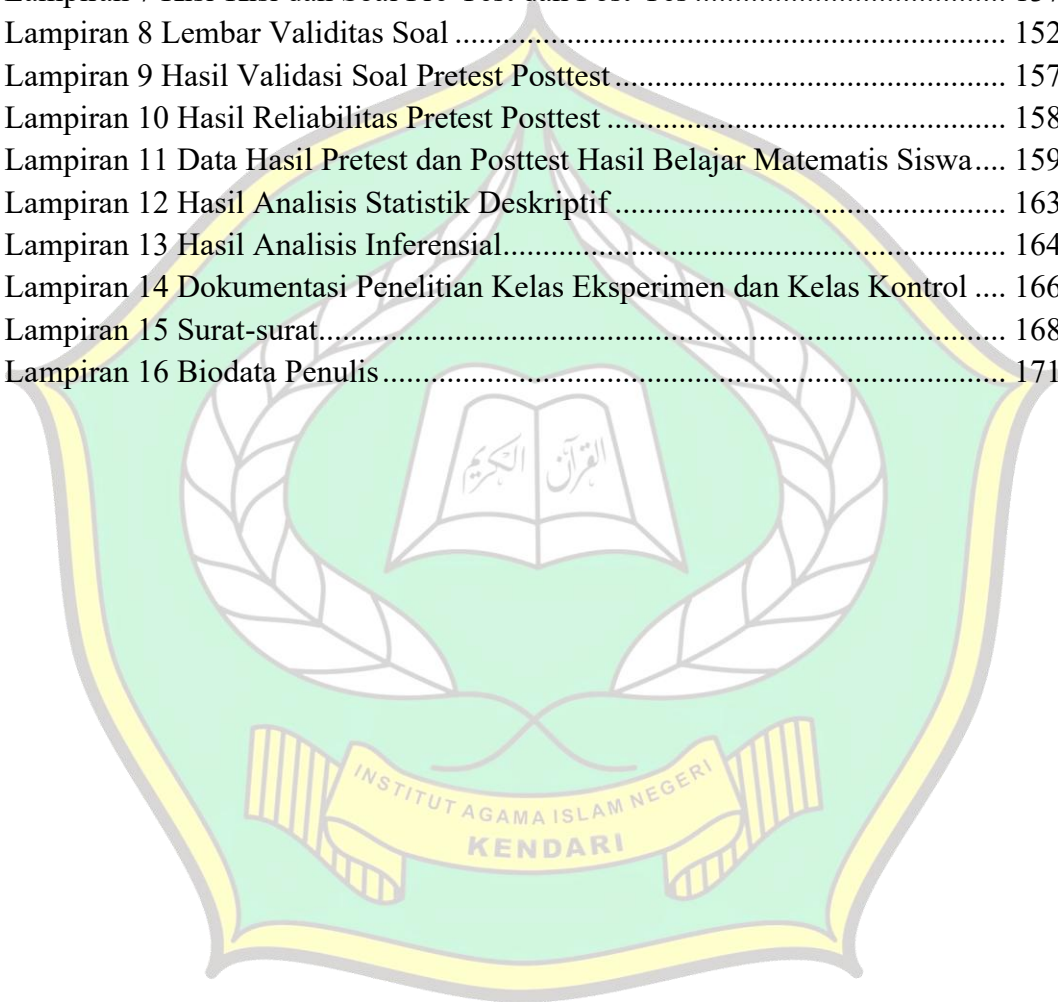 Lampiran 8 Lembar Validitas Soal ........................................................................ 152
Lampiran 9 Hasil Validasi Soal Pretest Posttest ................................................... 157
Lampiran 10 Hasil Reliabilitas Pretest Posttest .................................................... 158
Lampiran 11 Data Hasil Pretest dan Posttest Hasil Belajar Matematis Siswa.... 159
Lampiran 12 Hasil Analisis Statistik Deskriptif ................................................... 163
Lampiran 13 Hasil Analisis Inferensial.................................................................. 164
Lampiran 14 Dokumentasi Penelitian Kelas Eksperimen dan Kelas Kontrol .... 166
Lampiran 15 Surat-surat.......................................................................................... 168
Lampiran 16 Biodata Penulis ................................................................................. 171
القرآن الكريم
INSTITUT AGAMA ISLAM NEGERI
KENDARI